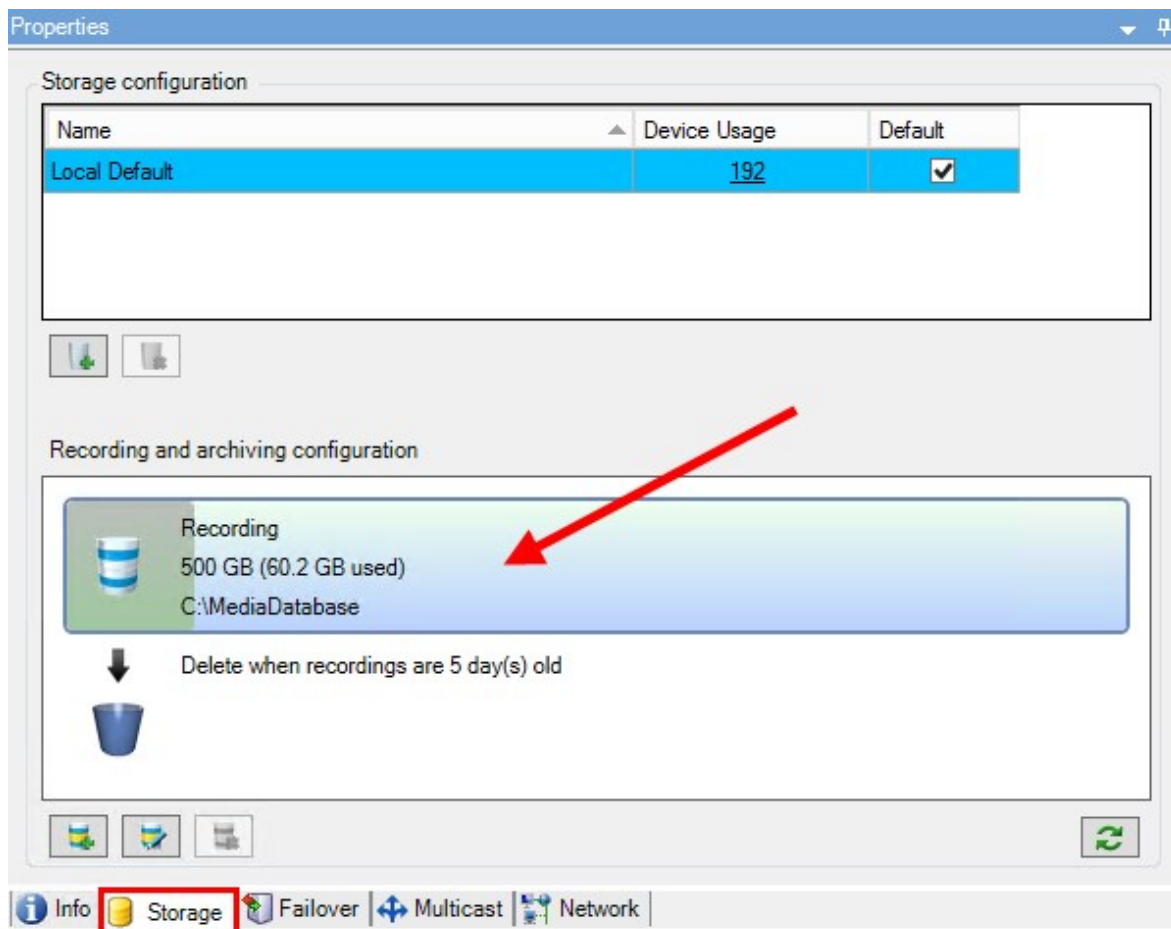 Properties
Storage configuration
Name Device Usage Default
Local Default 192
Recording and archiving configuration
Recording
500 GB (60.2 GB used)
C:\MediaDatabase
Delete when recordings are 5 day(s) old
Info Storage Failover Multicast Network